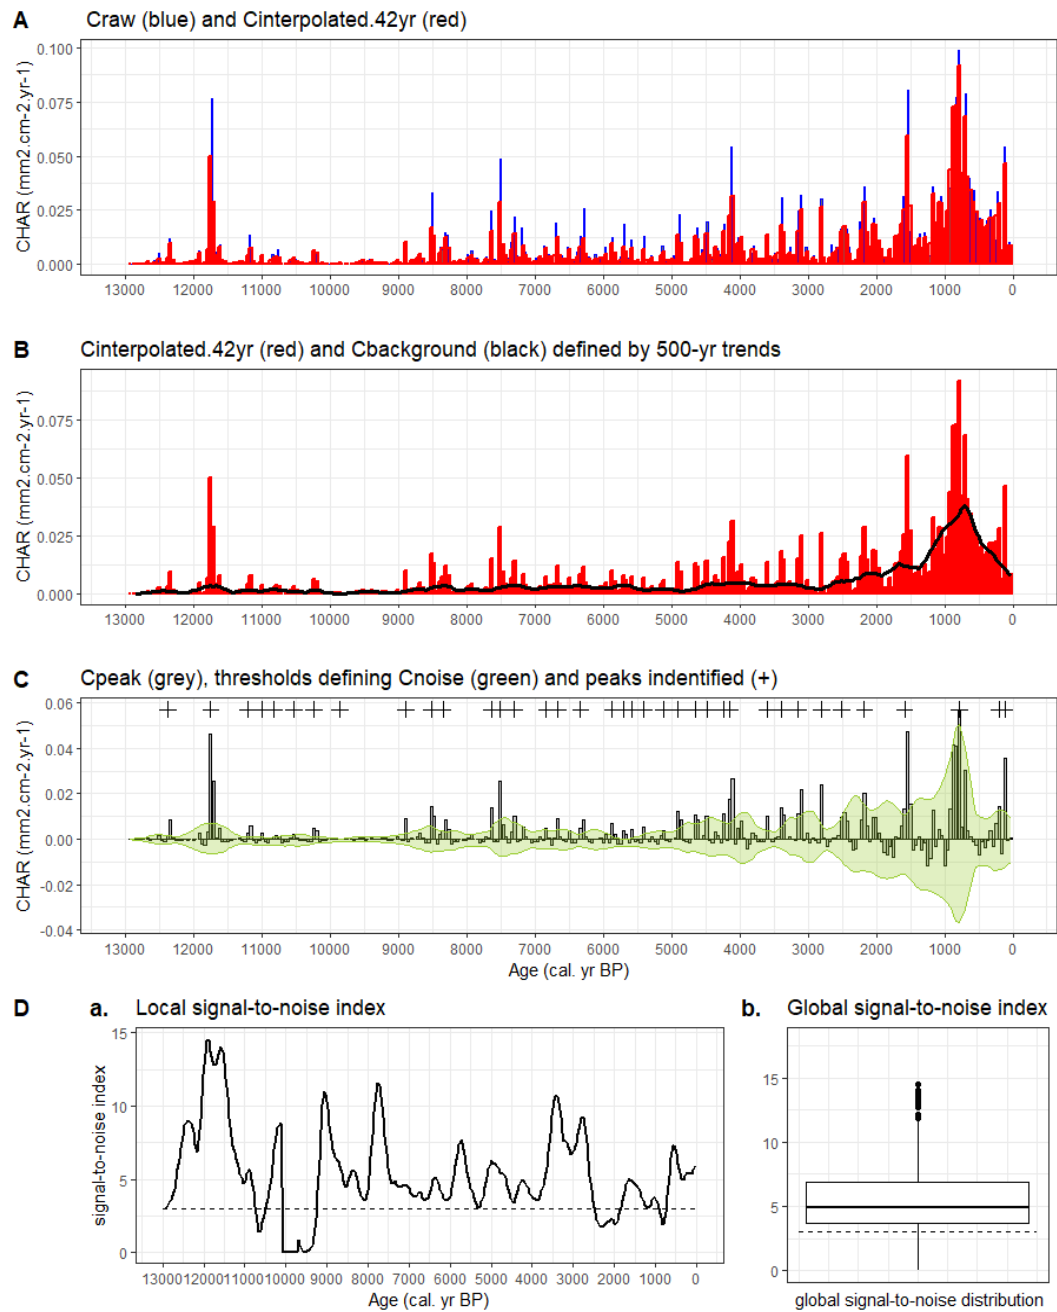 A Craw (blue) and Cinterpolated.42yr (red)
CHAR (mm2.cm-2.yr-1)
0.100
0.075
0.050
0.025
0.000
13000 12000 11000 10000 9000 8000 7000 6000 5000 4000 3000 2000 1000 0
B Cinterpolated.42yr (red) and Cbackground (black) defined by 500-yr trends
CHAR (mm2.cm-2.yr-1)
0.075
0.050
0.025
0.000
13000 12000 11000 10000 9000 8000 7000 6000 5000 4000 3000 2000 1000 0
C Cpeak (grey), thresholds defining Cnoise (green) and peaks indentified (+)
CHAR (mm2.cm-2.yr-1)
0.06
0.04
0.02
0.00
-0.02
-0.04
13000 12000 11000 10000 9000 8000 7000 6000 5000 4000 3000 2000 1000 0
Age (cal. yr BP)
D a. Local signal-to-noise index
signal-to-noise index
15
10
5
0
13000 12000 11000 10000 9000 8000 7000 6000 5000 4000 3000 2000 1000 0
Age (cal. yr BP)
b. Global signal-to-noise index
15
10
5
0
global signal-to-noise distribution